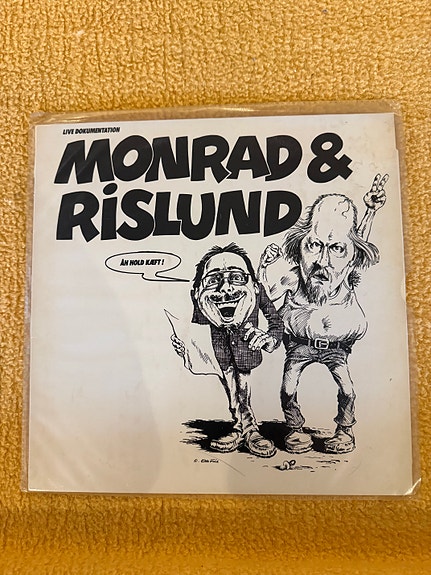 LIVE DOKUMENTATION
MONRAD &
RiSLUND
ÅH HOLD KÆFT!